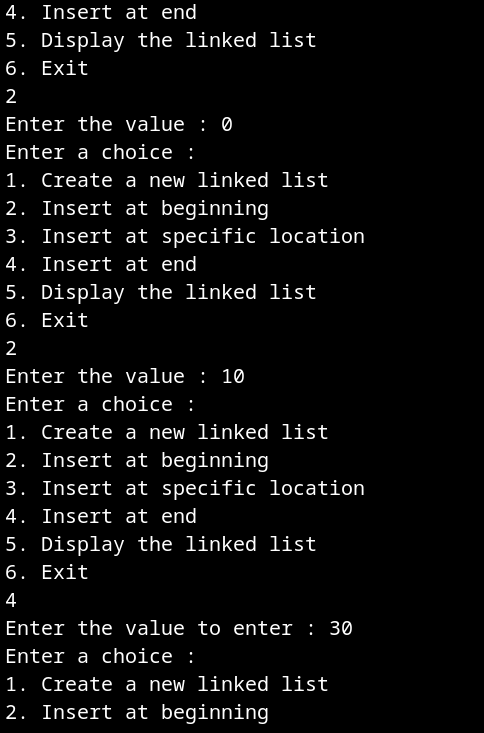 4. Insert at end
5. Display the linked list
6. Exit
2
Enter the value : 0
Enter a choice :
1. Create a new linked list
2. Insert at beginning
3. Insert at specific location
4. Insert at end
5. Display the linked list
6. Exit
2
Enter the value : 10
Enter a choice :
1. Create a new linked list
2. Insert at beginning
3. Insert at specific location
4. Insert at end
5. Display the linked list
6. Exit
4
Enter the value to enter : 30
Enter a choice :
1. Create a new linked list
2. Insert at beginning